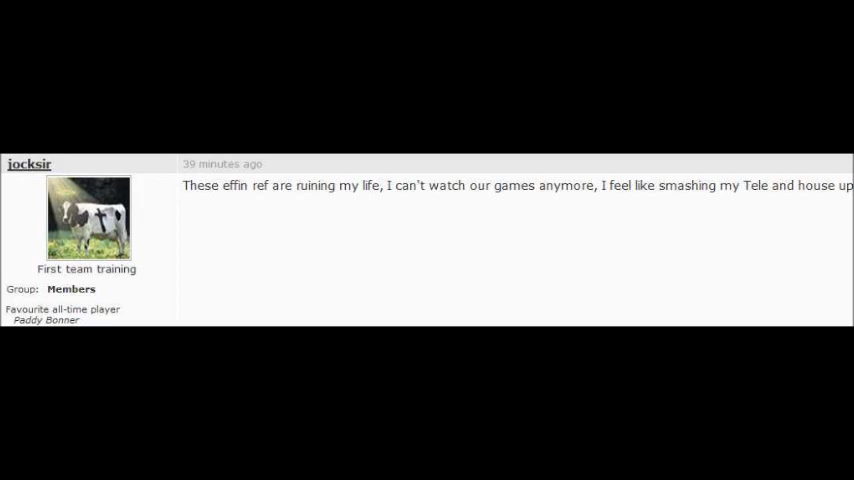 jocksir
39 minutes ago
These effin ref are ruining my life, I can't watch our games anymore, I feel like smashing my Tele and house up
First team training
Group: Members
Favourite all-time player
Paddy Bonner